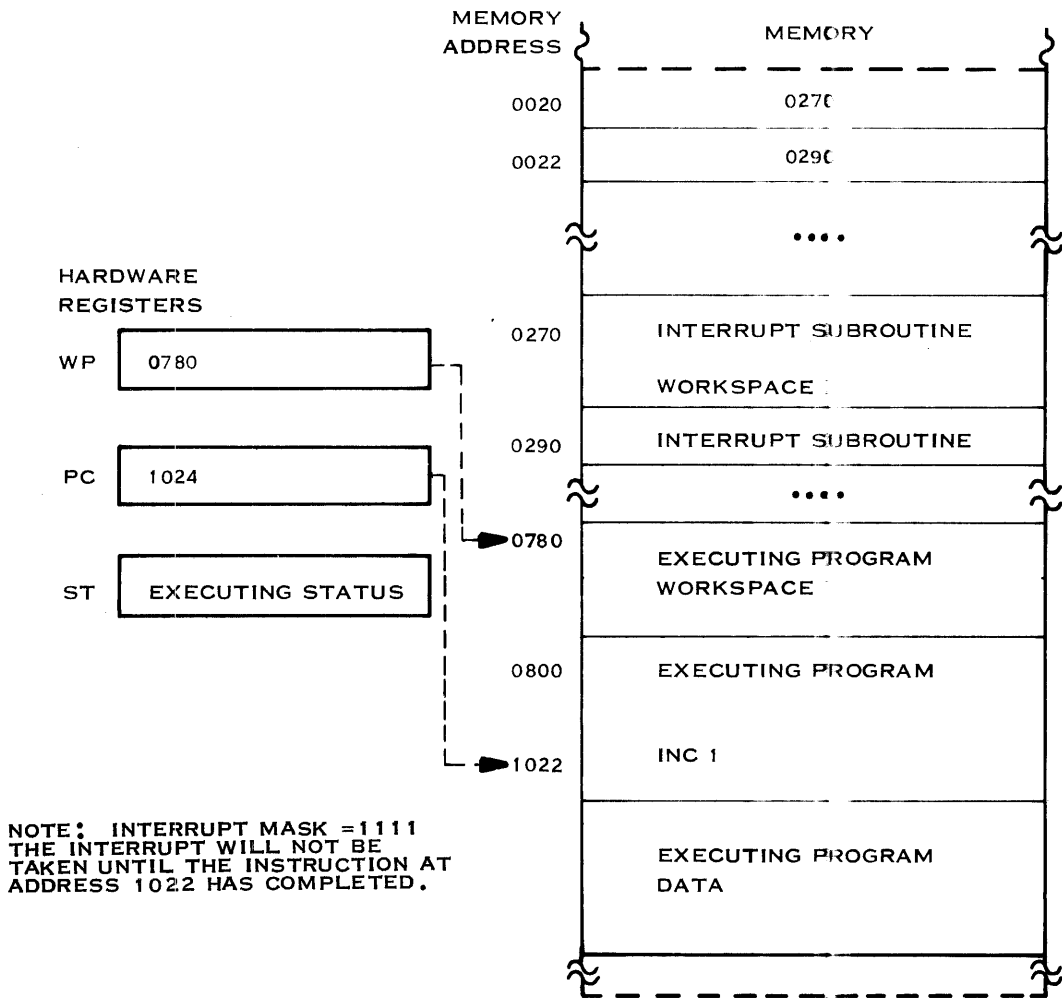 MEMORY
ADDRESS
MEMORY
0020
0270
0022
0290
••••
HARDWARE
REGISTERS
WP
0780
PC
1024
ST
EXECUTING STATUS
0270
INTERRUPT SUBROUTINE
WORKSPACE
0290
INTERRUPT SUBROUTINE
••••
0780
EXECUTING PROGRAM
WORKSPACE
0800
EXECUTING PROGRAM
1022
INC 1
EXECUTING PROGRAM
DATA
NOTE: INTERRUPT MASK =1111
THE INTERRUPT WILL NOT BE
TAKEN UNTIL THE INSTRUCTION AT
ADDRESS 1022 HAS COMPLETED.